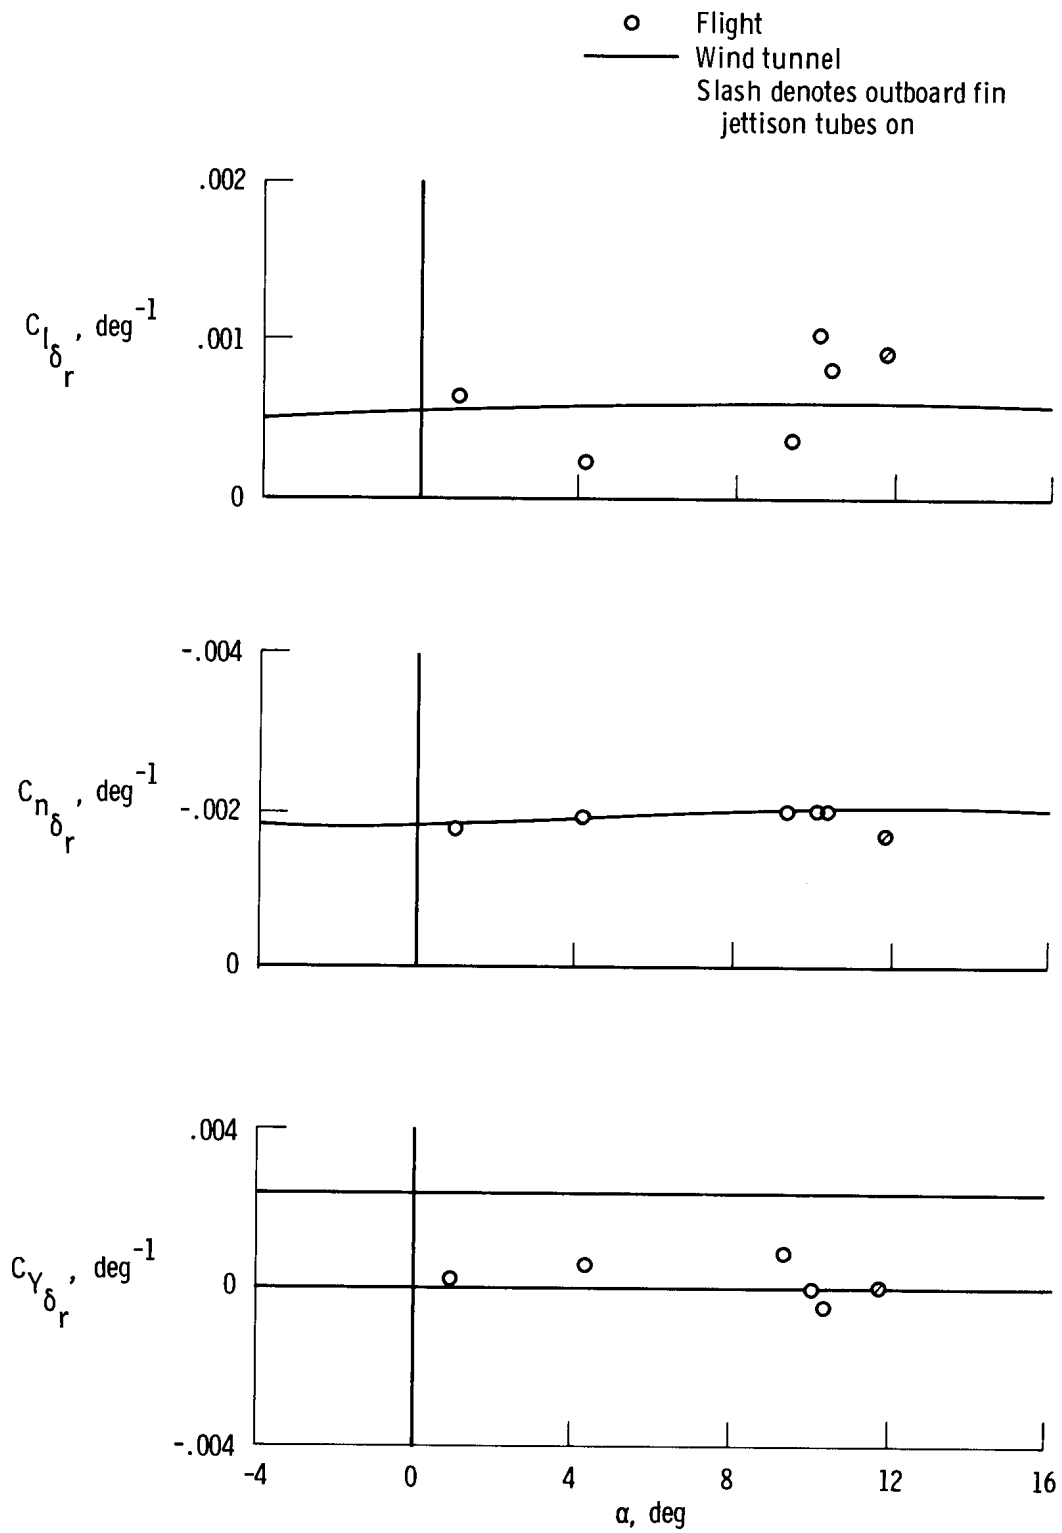 Flight
Wind tunnel
Slash denotes outboard fin
jettison tubes on
.002
C_{l_{δ_r}}, deg^{-1}
.001
0
-.004
C_{n_{δ_r}}, deg^{-1}
-.002
0
.004
C_{Y_{δ_r}}, deg^{-1}
0
-.004
-4 0 4 8 12 16
α, deg